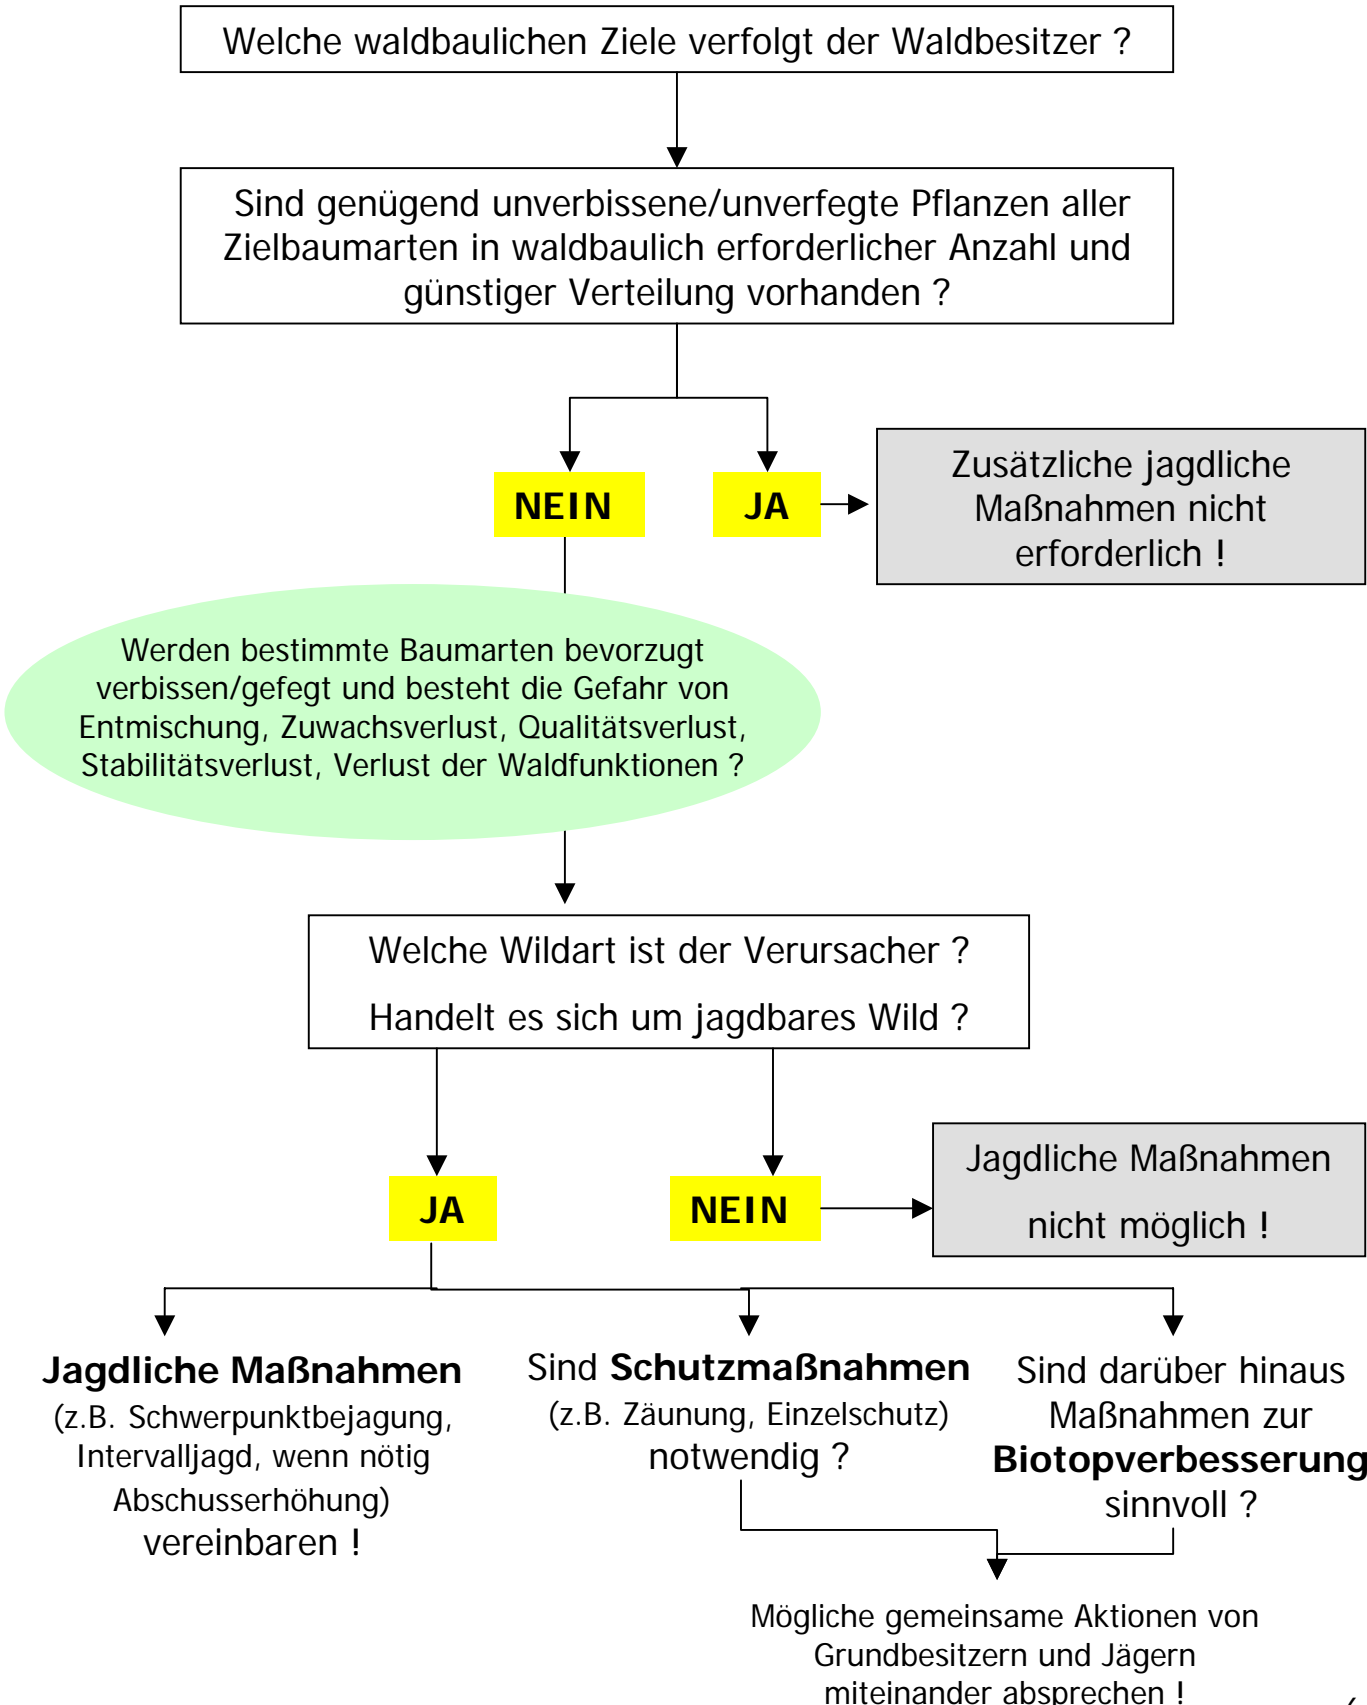 Welche waldbaulichen Ziele verfolgt der Waldbesitzer ?
Sind genügend unverbissene/unverfegte Pflanzen aller
Zielbaumarten in waldbaulich erforderlicher Anzahl und
günstiger Verteilung vorhanden ?
NEIN
JA
Zusätzliche jagdliche
Maßnahmen nicht
erforderlich !
Werden bestimmte Baumarten bevorzugt
verbissen/gefegt und besteht die Gefahr von
Entmischung, Zuwachsverlust, Qualitätsverlust,
Stabilitätsverlust, Verlust der Waldfunktionen ?
Welche Wildart ist der Verursacher ?
Handelt es sich um jagdbares Wild ?
JA
NEIN
Jagdliche Maßnahmen
nicht möglich !
Jagdliche Maßnahmen
(z.B. Schwerpunktbejagung,
Intervalljagd, wenn nötig
Abschusserhöhung)
vereinbaren !
Sind Schutzmaßnahmen
(z.B. Zäunung, Einzelschutz)
notwendig ?
Sind darüber hinaus
Maßnahmen zur
Biotopverbesserung
sinnvoll ?
Mögliche gemeinsame Aktionen von
Grundbesitzern und Jägern
miteinander absprechen !